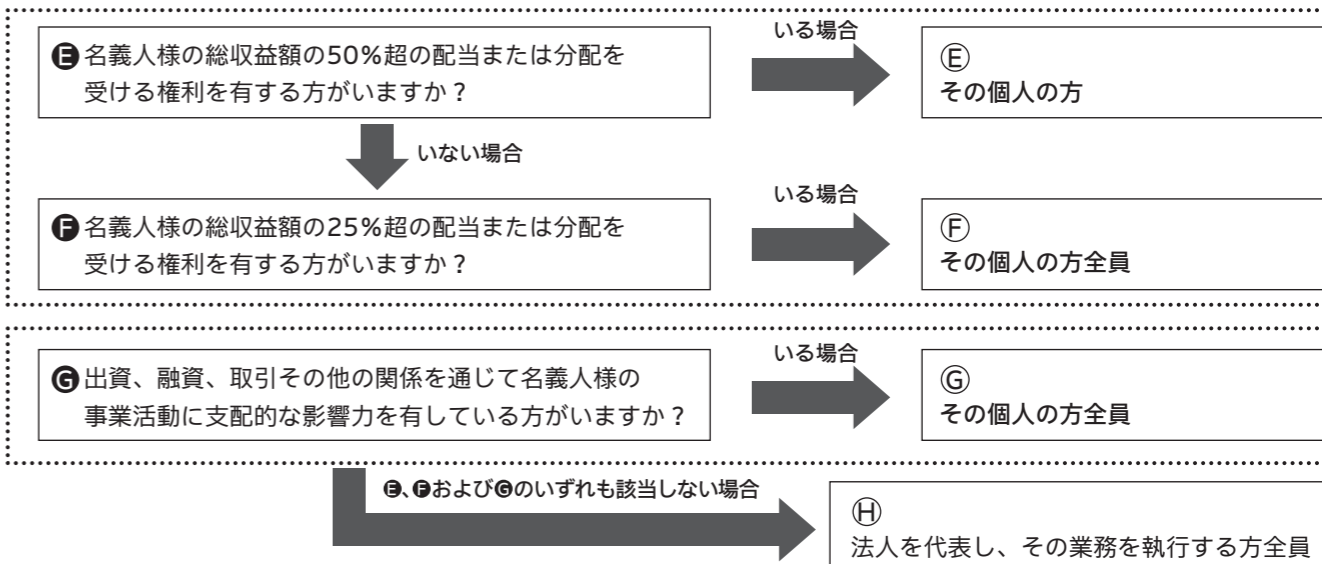 いる場合
🅔名義人様の総収益額の50%超の配当または分配を
受ける権利を有する方がいますか？
Ⓔ
その個人の方
いない場合
いる場合
🅕名義人様の総収益額の25%超の配当または分配を
受ける権利を有する方がいますか？
Ⓕ
その個人の方全員
いる場合
🅖出資、融資、取引その他の関係を通じて名義人様の
事業活動に支配的な影響力を有している方がいますか？
Ⓖ
その個人の方全員
🅔、🅕および🅖のいずれも該当しない場合
Ⓗ
法人を代表し、その業務を執行する方全員